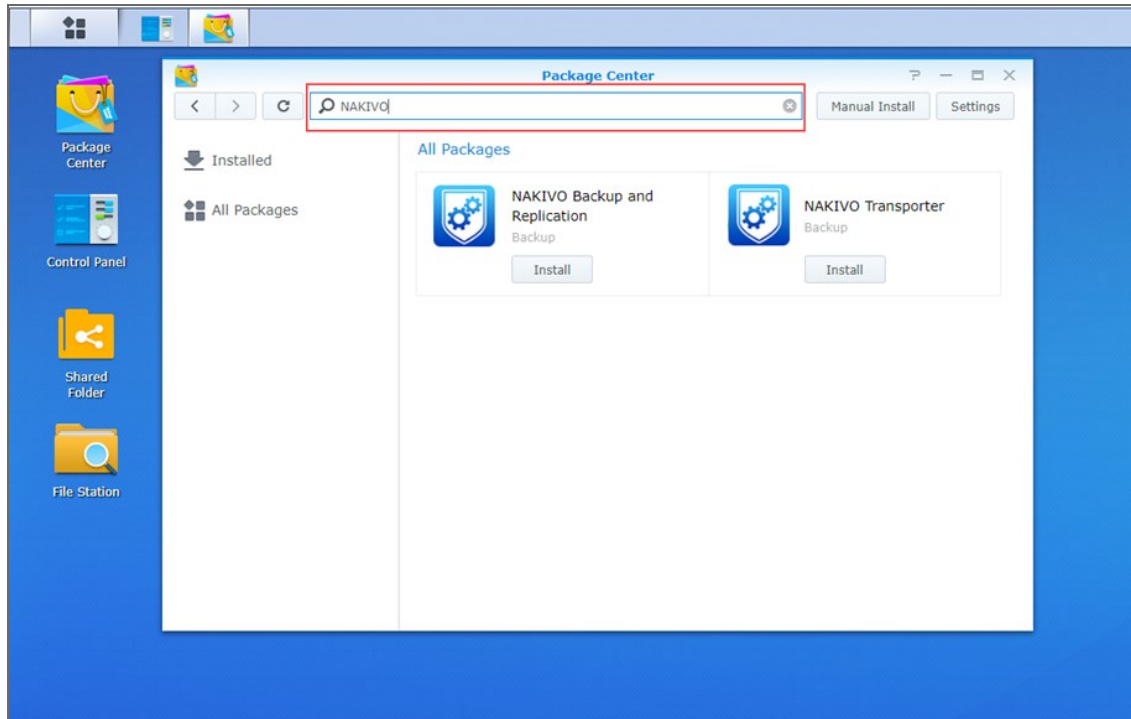 Package Center
NAKIVO
Manual Install
Settings
Installed
All Packages
All Packages
NAKIVO Backup and
Replication
Backup
Install
NAKIVO Transporter
Backup
Install
Package
Center
Control Panel
Shared
Folder
File Station